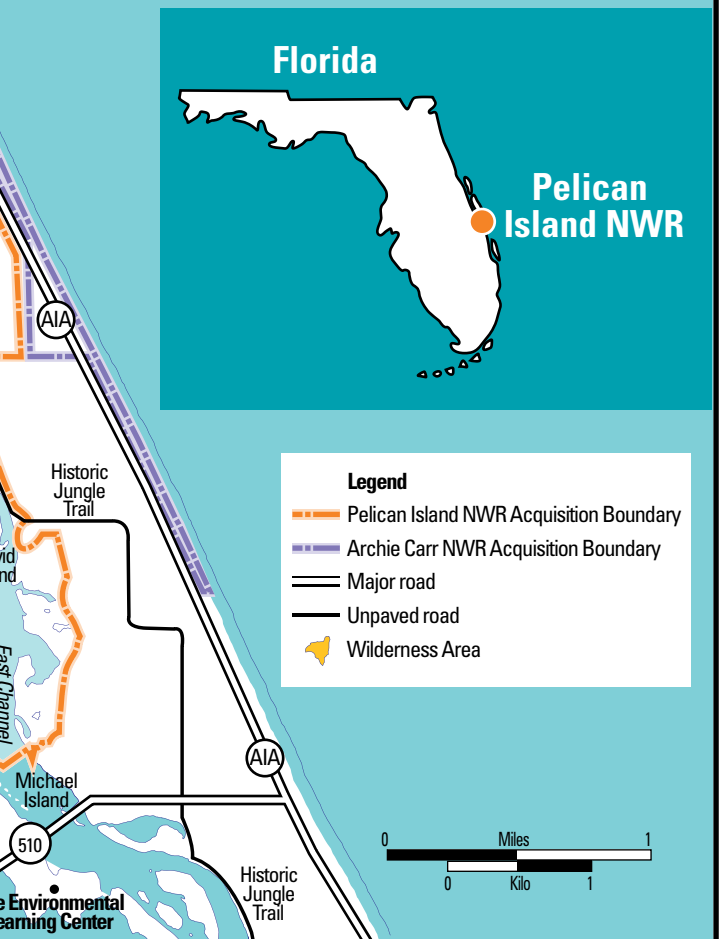 Florida
Pelican
Island NWR
AIA
Historic
Jungle
Trail
Legend
Pelican Island NWR Acquisition Boundary
Archie Carr NWR Acquisition Boundary
Major road
Unpaved road
Wilderness Area
East Channel
AIA
Michael
Island
510
0 Miles 1
0 Kilo 1
Historic
Jungle
Trail
Environmental
Center